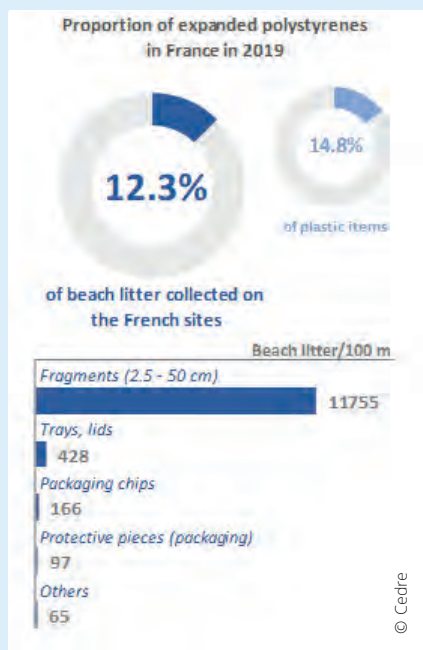 Proportion of expanded polystyrenes
in France in 2019
12.3%
14.8%
of plastic items
of beach litter collected on
the French sites
Beach litter/100 m
Fragments (2.5 - 50 cm)
11755
Trays, lids
428
Packaging chips
166
Protective pieces (packaging)
97
Others
65
© Cedre